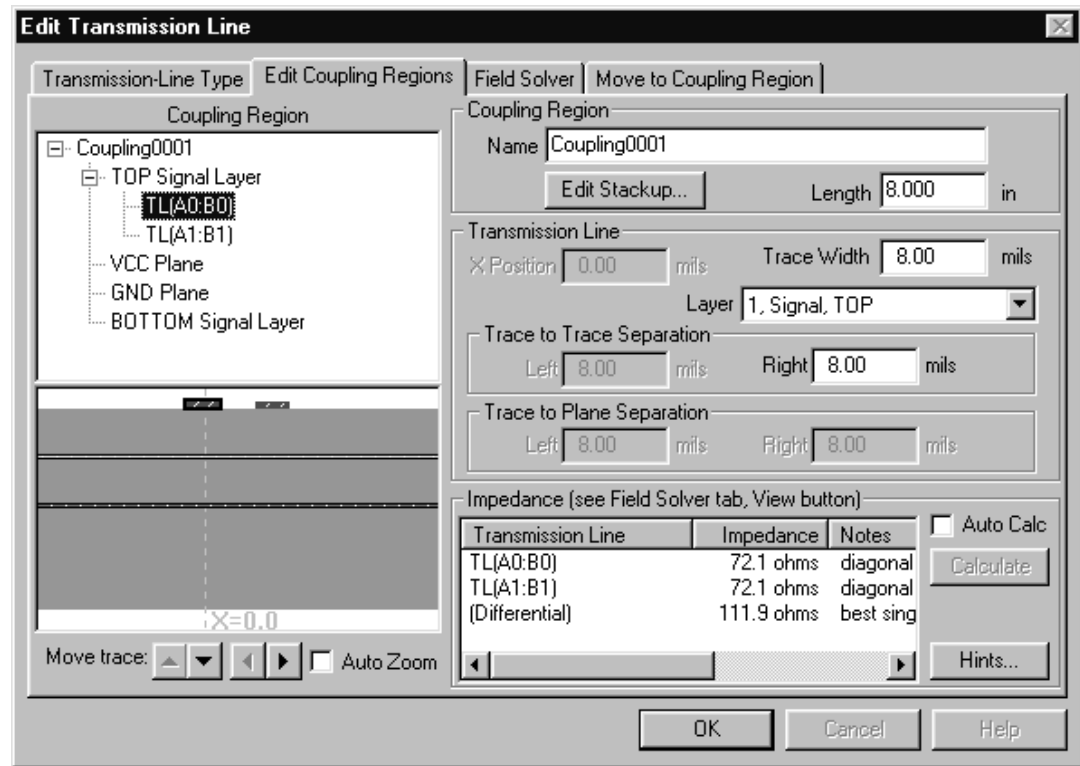 Edit Transmission Line
Transmission-Line Type
Edit Coupling Regions
Field Solver
Move to Coupling Region
Coupling Region
Coupling0001
TOP Signal Layer
TL(A0:B0)
TL(A1:B1)
VCC Plane
GND Plane
BOTTOM Signal Layer
X=0.0
Move trace:
Auto Zoom
Coupling Region
Name Coupling0001
Edit Stackup...
Length 8.000 in
Transmission Line
X Position 0.00 mils
Trace Width 8.00 mils
Layer 1, Signal, TOP
Trace to Trace Separation
Left 8.00 mils Right 8.00 mils
Trace to Plane Separation
Left 8.00 mils Right 8.00 mils
Impedance (see Field Solver tab, View button)
Transmission Line Impedance Notes
TL(A0:B0) 72.1 ohms diagonal
TL(A1:B1) 72.1 ohms diagonal
(Differential) 111.9 ohms best sing
Auto Calc
Calculate
Hints...
OK
Cancel
Help